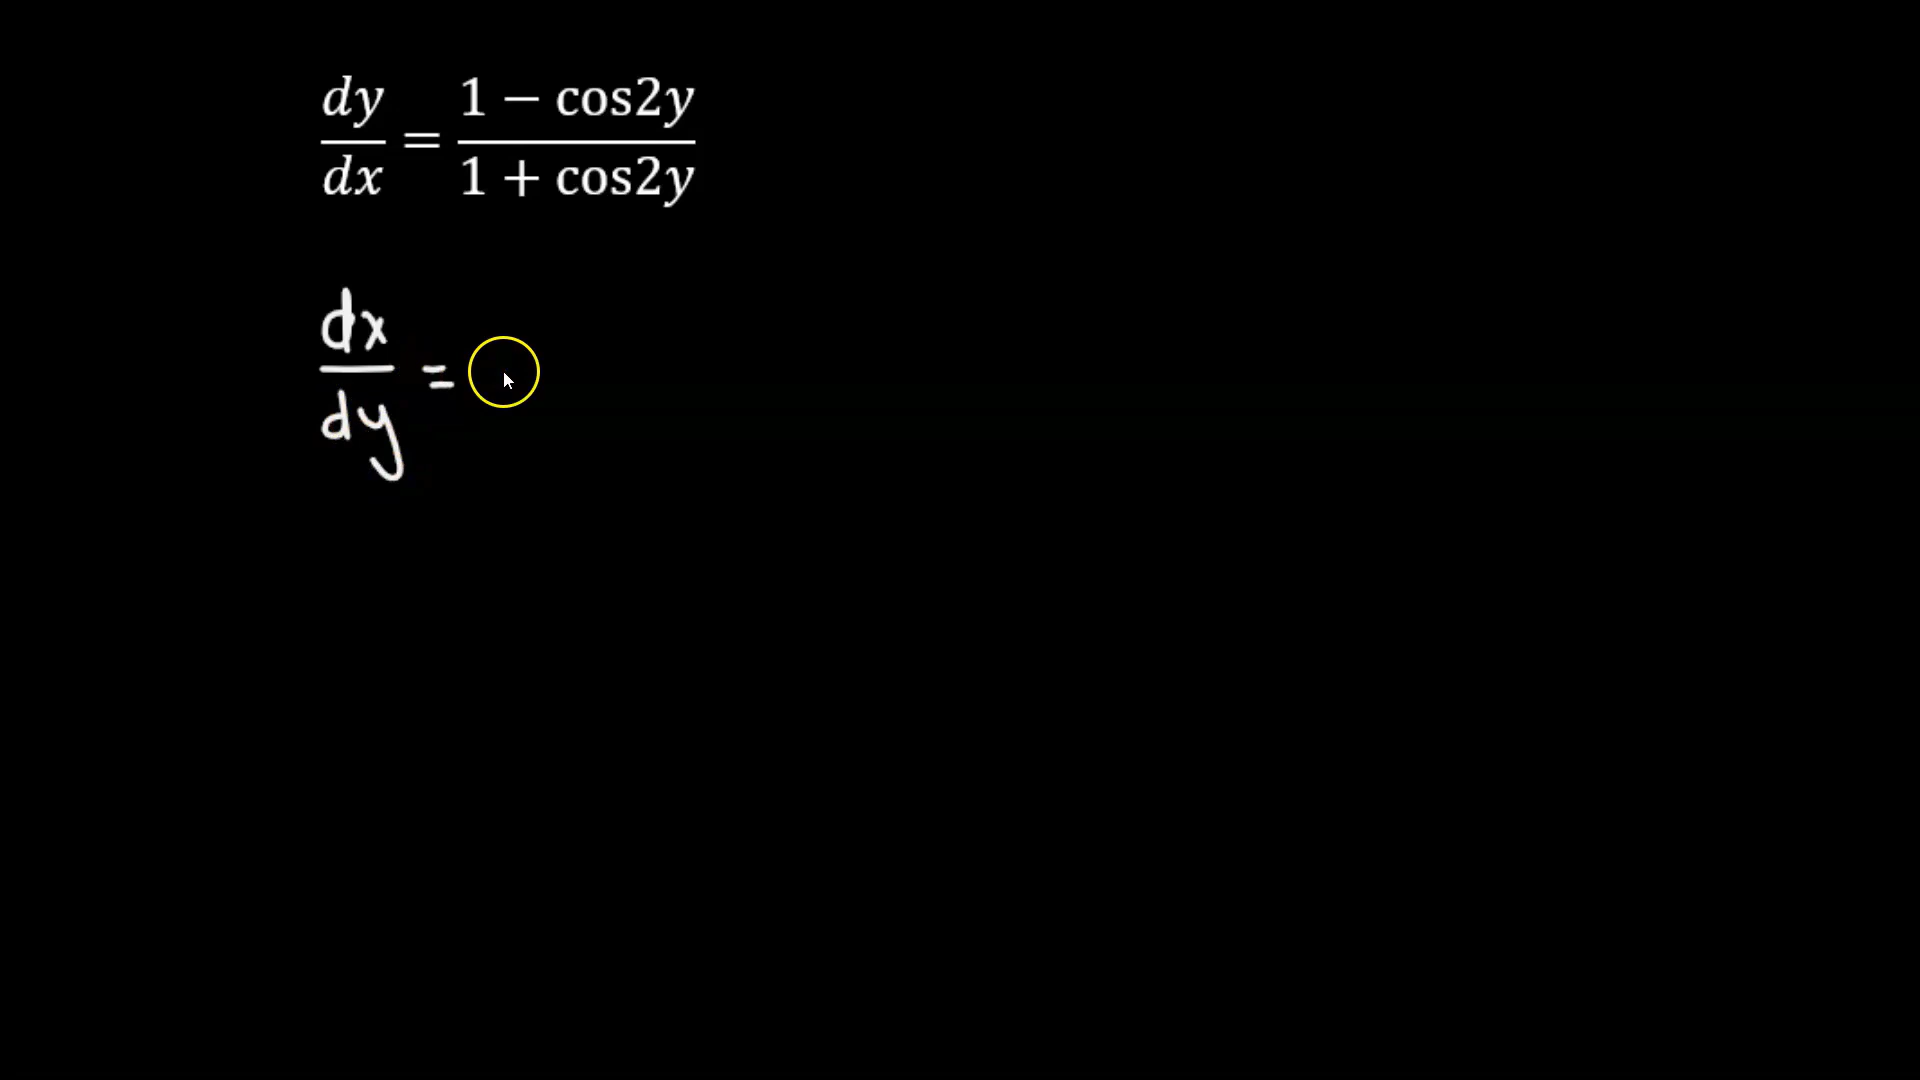 dy/dx = (1 − cos2y)/(1 + cos2y)
dx/dy =